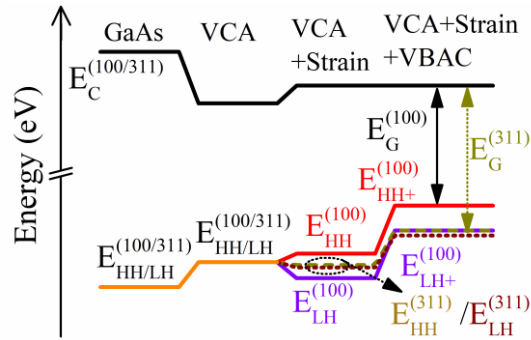 GaAs VCA VCA +Strain VCA+Strain +VBAC
E_C^(100/311)
Energy (eV)
E_G^(100)
E_G^(311)
E_HH+^(100)
E_HH/LH^(100/311)
E_HH/LH^(100/311)
E_HH^(100)
E_LH+^(100)
E_LH^(100)
E_HH^(311) /E_LH^(311)